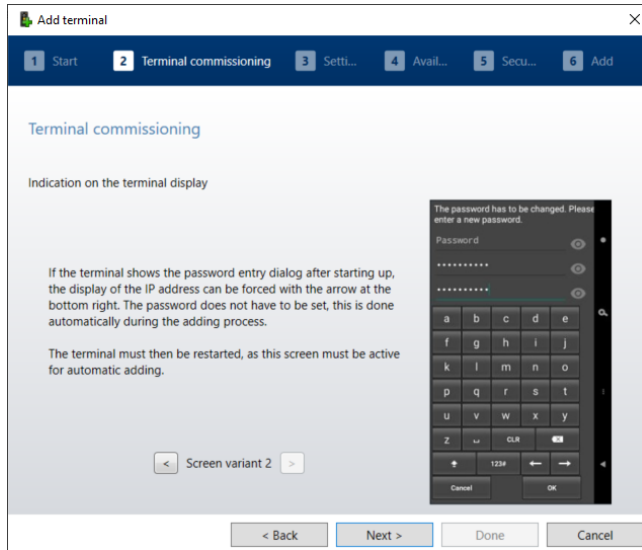 Add terminal
1 Start 2 Terminal commissioning 3 Setti... 4 Avail... 5 Secu... 6 Add
Terminal commissioning
Indication on the terminal display
If the terminal shows the password entry dialog after starting up,
the display of the IP address can be forced with the arrow at the
bottom right. The password does not have to be set, this is done
automatically during the adding process.
The terminal must then be restarted, as this screen must be active
for automatic adding.
< Screen variant 2 >
The password has to be changed. Please
enter a new password.
Password
a b c d e
f g h i j
k l m n o
p q r s t
u v w x y
z CLR
123#
Cancel OK
< Back Next > Done Cancel